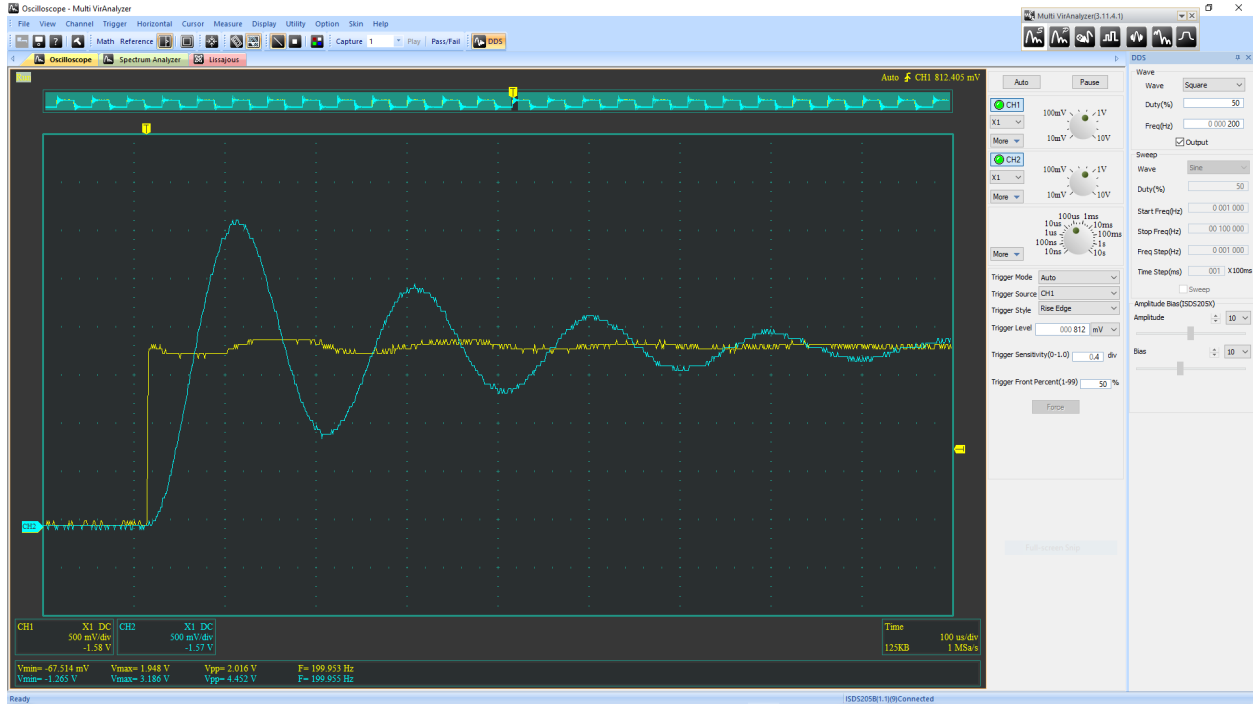 Oscilloscope - Multi VirAnalyzer
File View Channel Trigger Horizontal Cursor Measure Display Utility Option Skin Help
Multi VirAnalyzer(3.11.4.1)
Math Reference Capture 1 Play Pass/Fail DDS
Oscilloscope Spectrum Analyzer Lissajous
Run
Auto CH1 812.405 mV
T
T
CH2
CH1 X1 DC
500 mV/div
-1.58 V
CH2 X1 DC
500 mV/div
-1.57 V
Time
100 us/div
125KB 1 MSa/s
Vmin= -67.514 mV Vmax= 1.948 V Vpp= 2.016 V F= 199.953 Hz
Vmin= -1.265 V Vmax= 3.186 V Vpp= 4.452 V F= 199.955 Hz
Auto Pause
CH1
X1
More
100mV 1V
10mV 10V
CH2
X1
More
100mV 1V
10mV 10V
100us 1ms
10us 10ms
1us 100ms
100ns 1s
10ns 10s
More
Trigger Mode Auto
Trigger Source CH1
Trigger Style Rise Edge
Trigger Level 000 812 mV
Trigger Sensitivity(0-1.0) 0.4 div
Trigger Front Percent(1-99) 50 %
Force
DDS
Wave
Wave Square
Duty(%) 50
Freq(Hz) 0 000 200
Output
Sweep
Wave Sine
Duty(%) 50
Start Freq(Hz) 0 001 000
Stop Freq(Hz) 00 100 000
Freq Step(Hz) 0 001 000
Time Step(ms) 001 X100ms
Sweep
Amplitude Bias(ISDS205X)
Amplitude 10
Bias 10
Ready
ISDS205B(1.1)(9)Connected